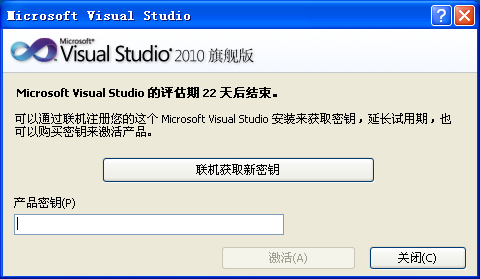 Microsoft Visual Studio
Microsoft®
Visual Studio® 2010 旗舰版
Microsoft Visual Studio 的评估期 22 天后结束。
可以通过联机注册您的这个 Microsoft Visual Studio 安装来获取密钥，延长试用期，也
可以购买密钥来激活产品。
联机获取新密钥
产品密钥(P)
激活(A)
关闭(C)